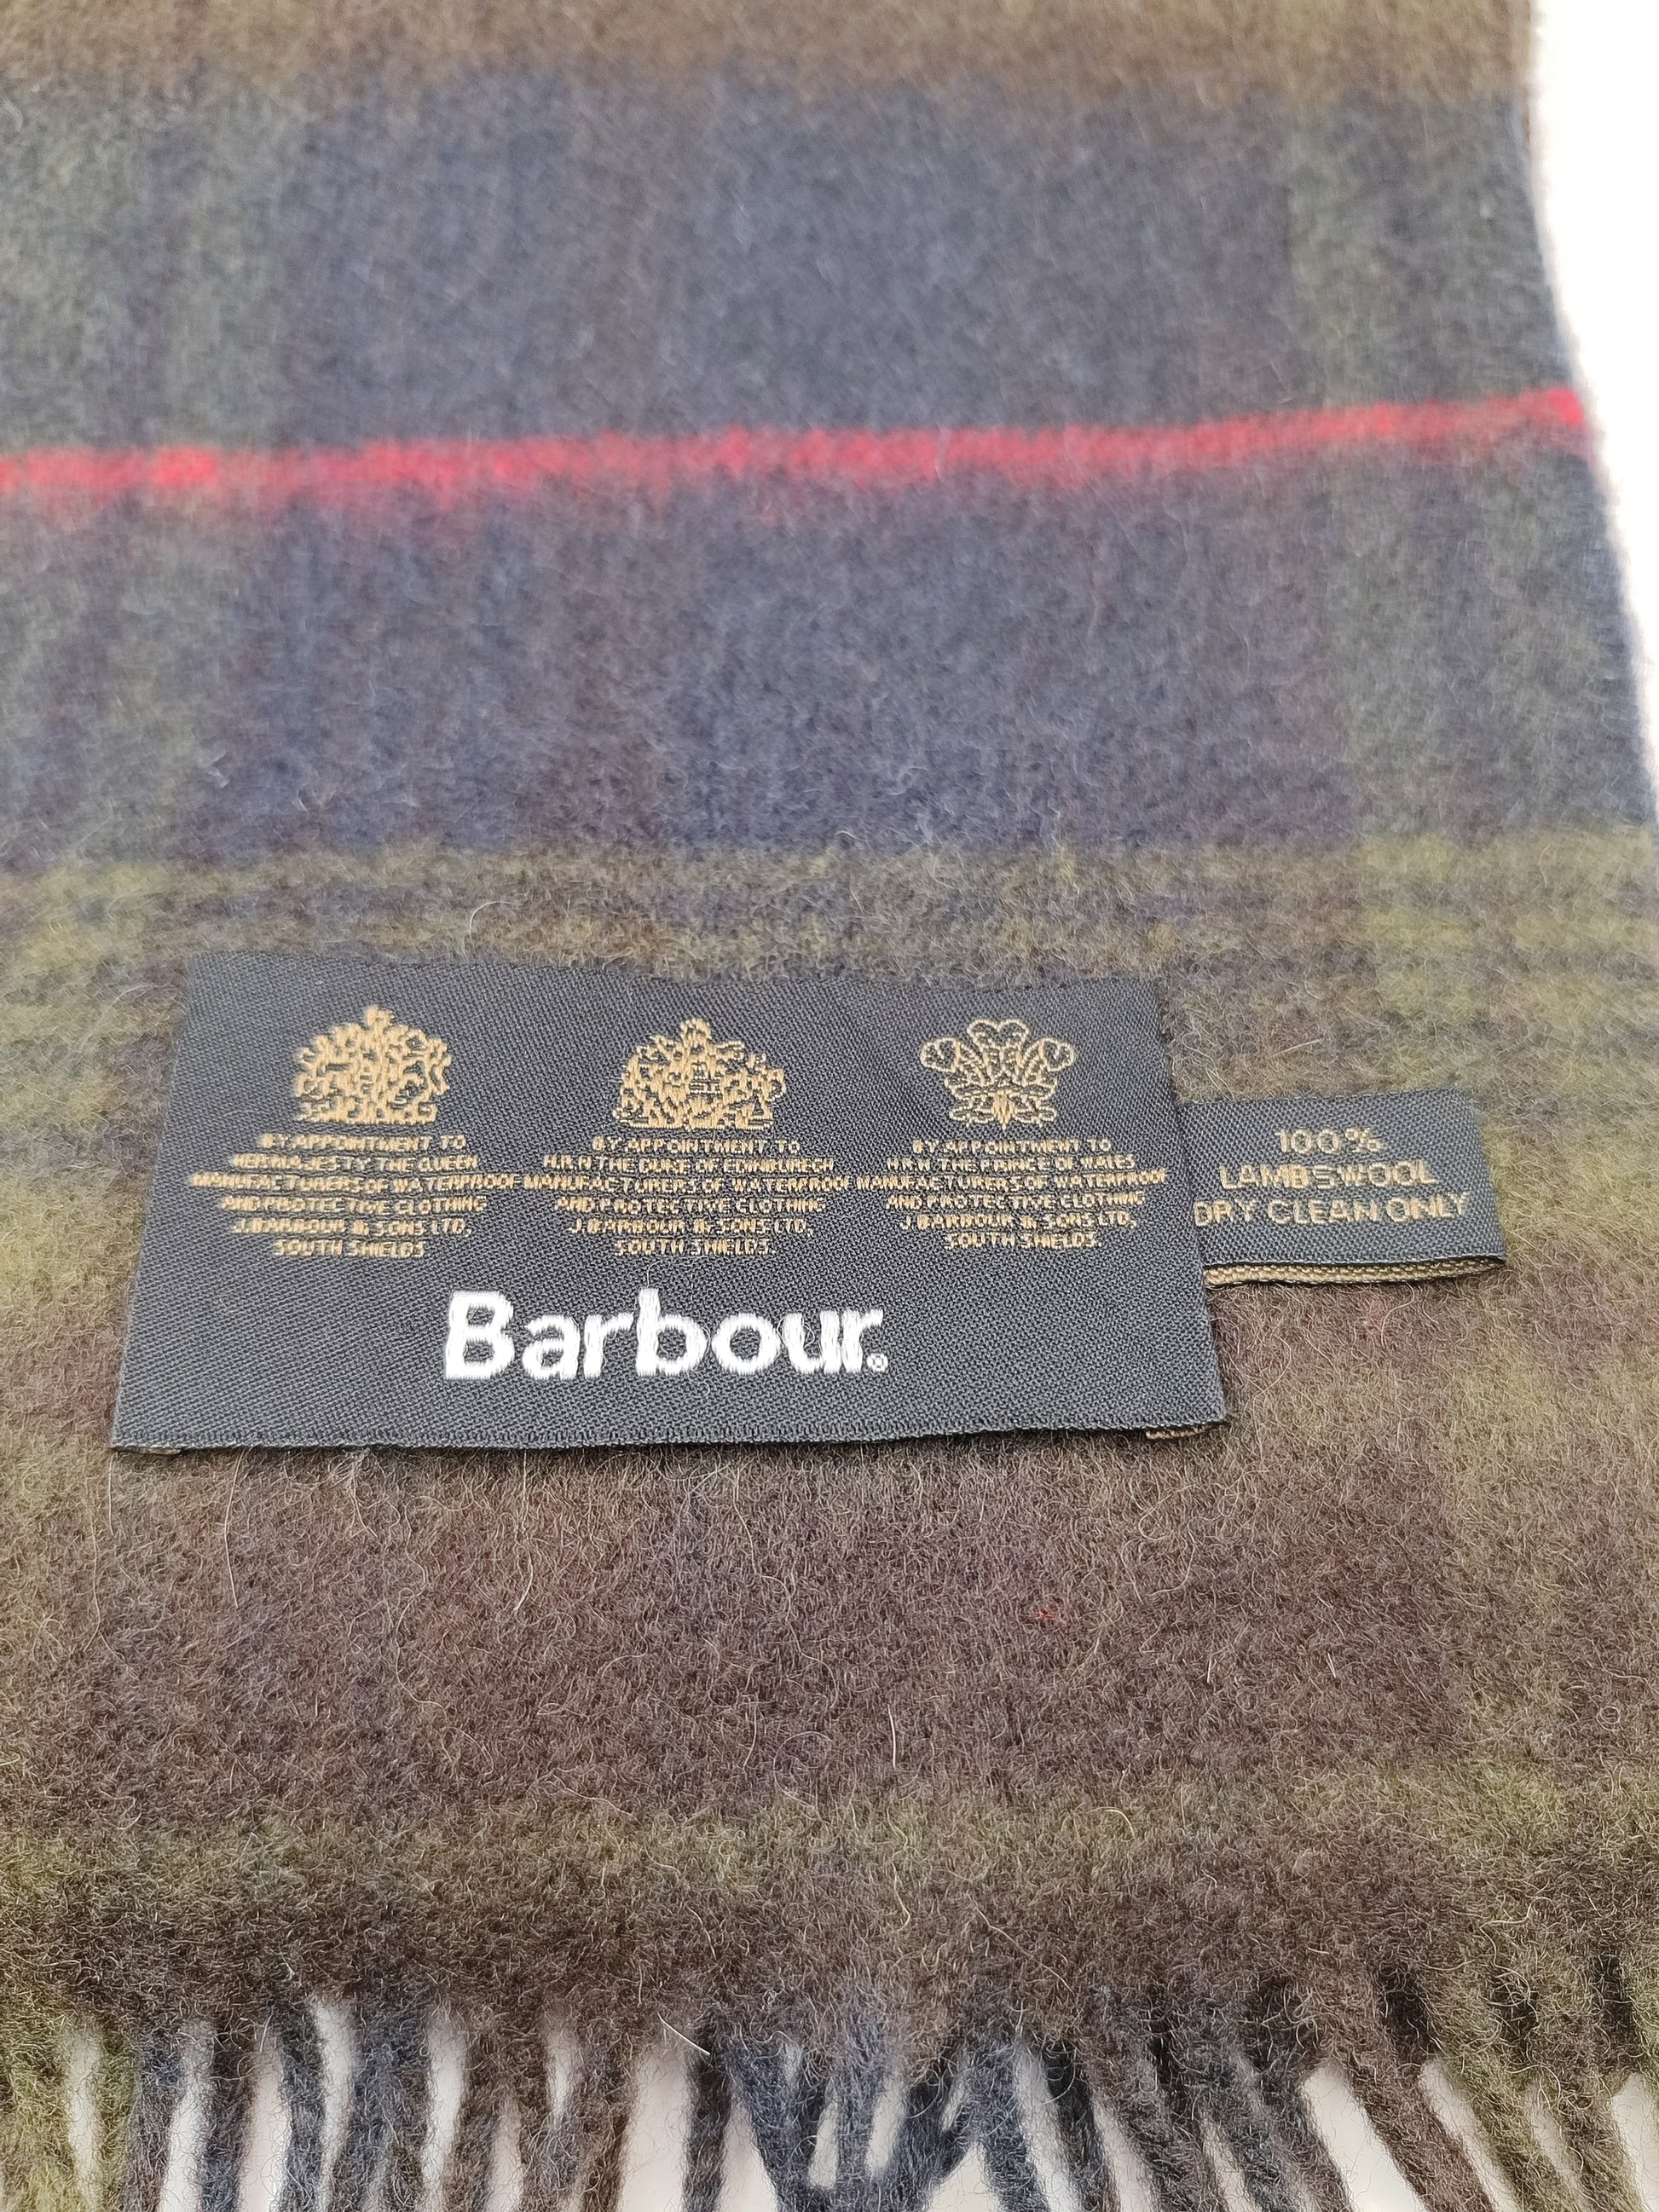 BY APPOINTMENT TO
HER MAJESTY THE QUEEN
MANUFACTURERS OF WATERPROOF
AND PROTECTIVE CLOTHING
J. BARBOUR & SONS LTD,
SOUTH SHIELDS
BY APPOINTMENT TO
H.R.H THE DUKE OF EDINBURGH
MANUFACTURERS OF WATERPROOF
AND PROTECTIVE CLOTHING
J. BARBOUR & SONS LTD,
SOUTH SHIELDS.
BY APPOINTMENT TO
H.R.H THE PRINCE OF WALES
MANUFACTURERS OF WATERPROOF
AND PROTECTIVE CLOTHING
J. BARBOUR & SONS LTD,
SOUTH SHIELDS.
Barbour®
100%
LAMBSWOOL
DRY CLEAN ONLY